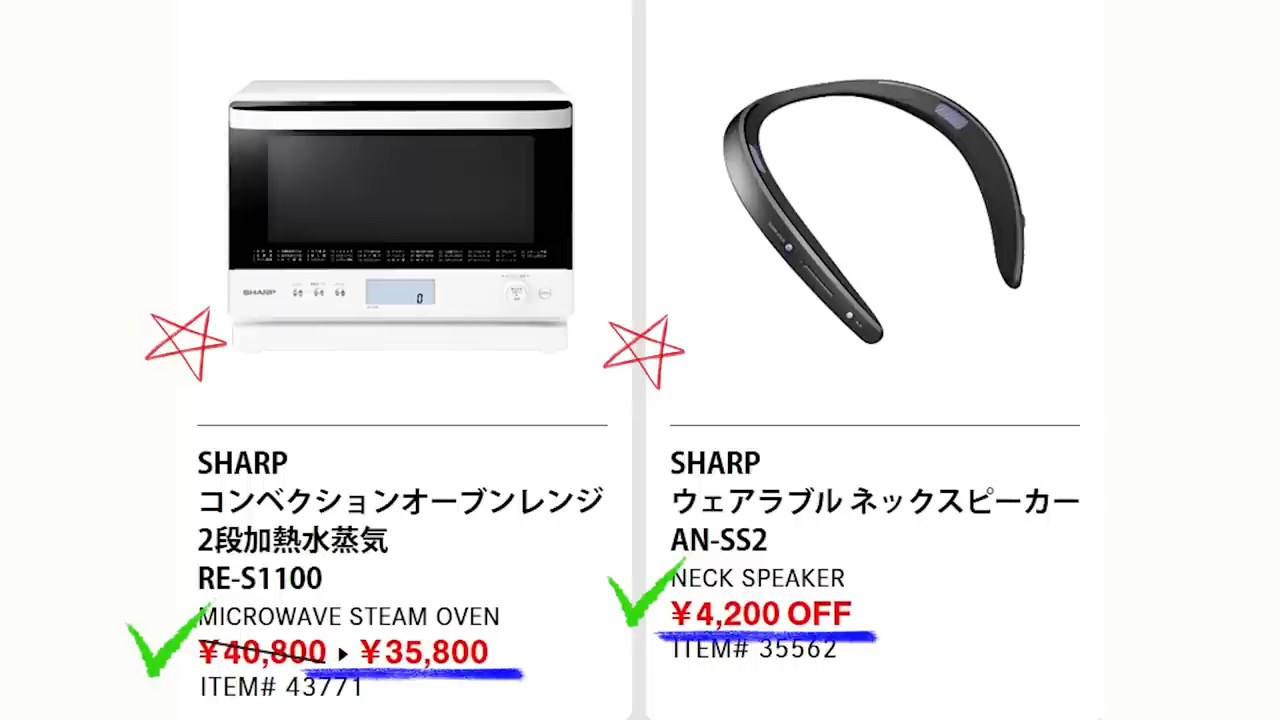 SHARP
0
SHARP
コンベクションオーブンレンジ
2段加熱水蒸気
RE-S1100
MICROWAVE STEAM OVEN
¥40,800 ▸ ¥35,800
ITEM# 43771
SHARP
ウェアラブル ネックスピーカー
AN-SS2
NECK SPEAKER
¥4,200 OFF
ITEM# 35562